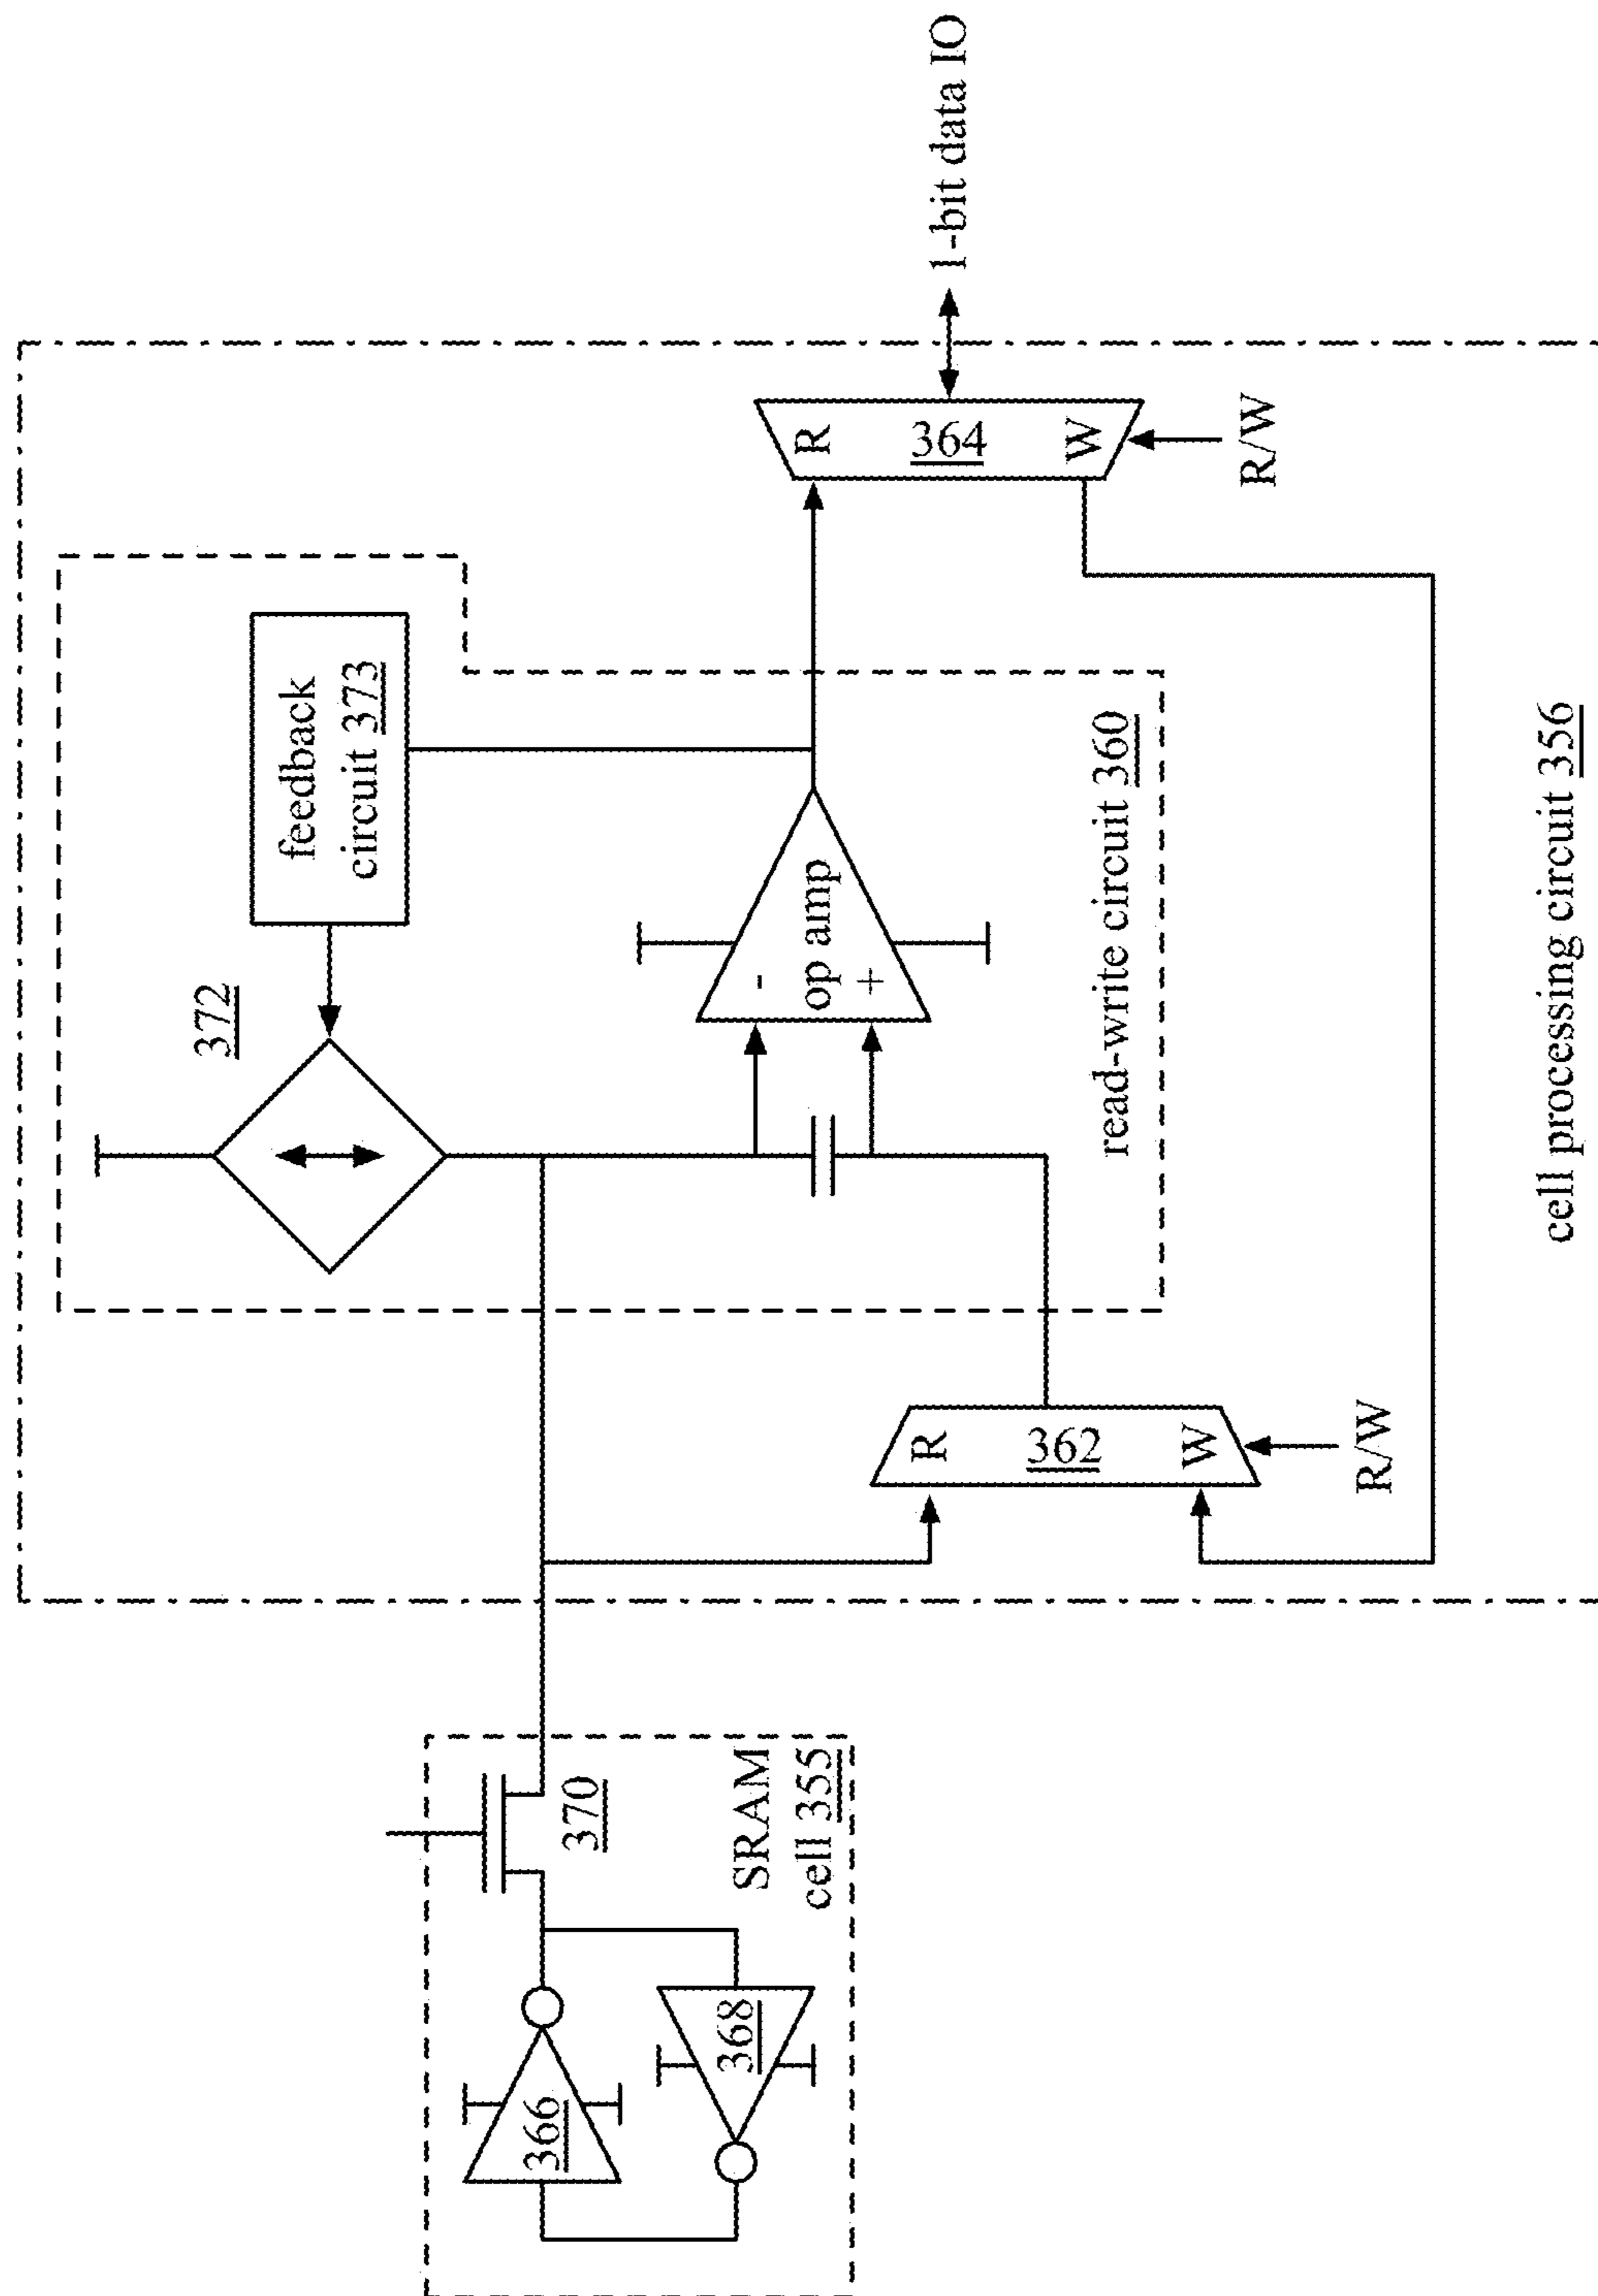 372
feedback
circuit 373
366
370
368
SRAM
cell 355
-
op amp
+
R
364
W
R/W
1-bit data IO
R
362
W
R/W
read-write circuit 360
cell processing circuit 356